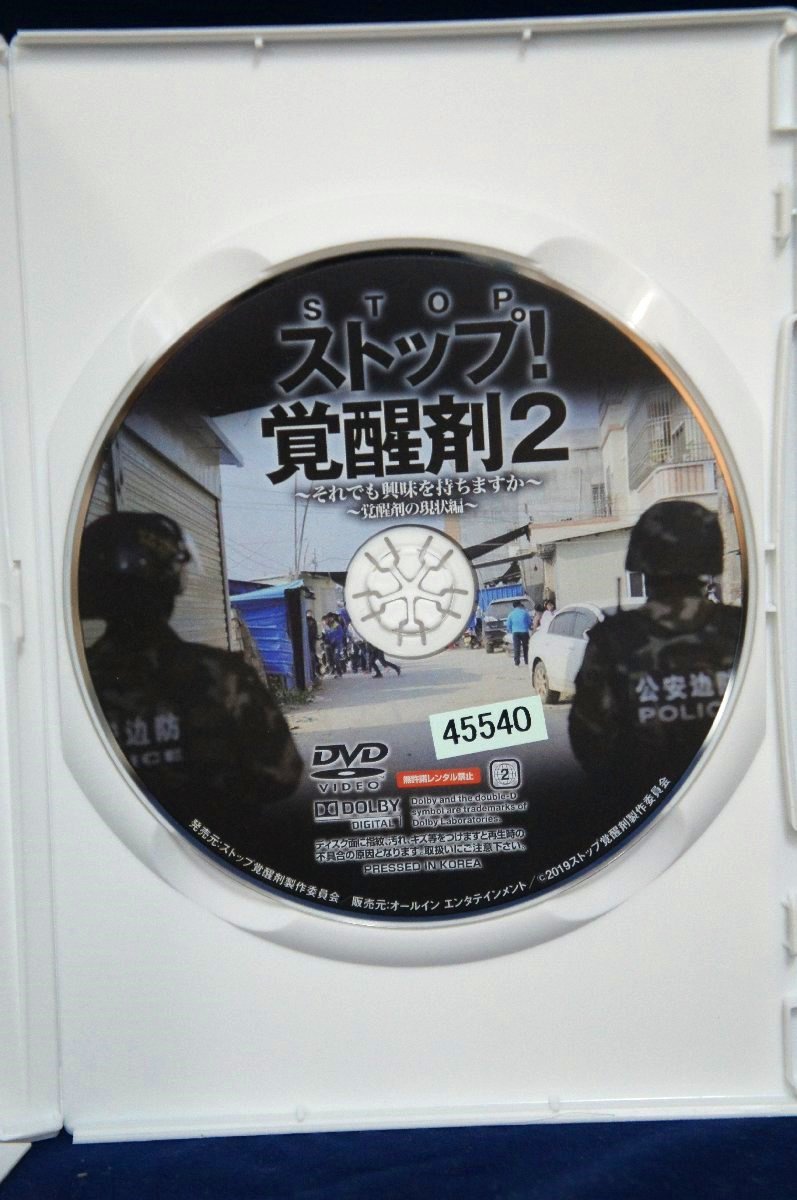 STOP
ストップ!
覚醒剤2
～それでも興味を持ちますか～
～覚醒剤の現状編～
边防
ICE
公安边防
POLIC
45540
DVD
VIDEO
無許諾レンタル禁止
2
DOLBY
DIGITAL
Dolby and the double-D
symbol are trademarks of
Dolby Laboratories.
ディスク面に指紋、汚れ、キズ等をつけますと再生時の
不具合の原因となります。取扱いにご注意下さい。
PRESSED IN KOREA
発売元:ストップ覚醒剤製作委員会 販売元:オールイン エンタテインメント/©2019ストップ覚醒剤製作委員会